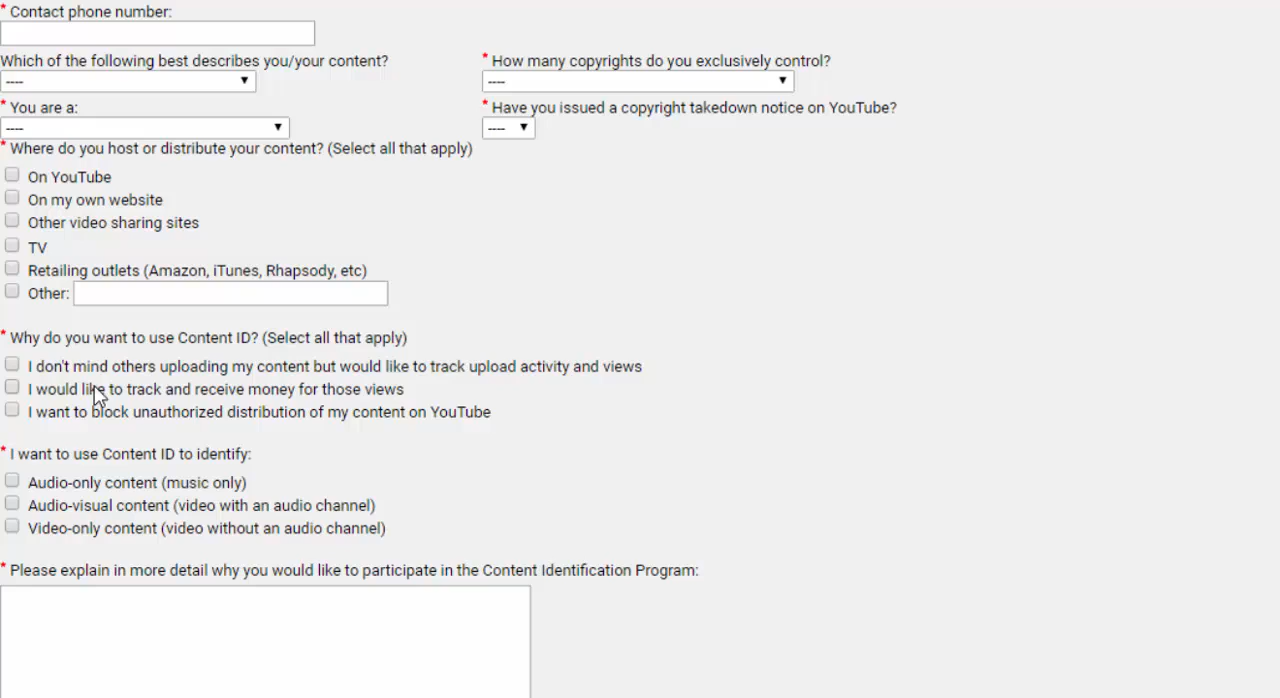 * Contact phone number:
Which of the following best describes you/your content?
* How many copyrights do you exclusively control?
----
----
* You are a:
* Have you issued a copyright takedown notice on YouTube?
----
----
* Where do you host or distribute your content? (Select all that apply)
On YouTube
On my own website
Other video sharing sites
TV
Retailing outlets (Amazon, iTunes, Rhapsody, etc)
Other:
* Why do you want to use Content ID? (Select all that apply)
I don't mind others uploading my content but would like to track upload activity and views
I would like to track and receive money for those views
I want to block unauthorized distribution of my content on YouTube
* I want to use Content ID to identify:
Audio-only content (music only)
Audio-visual content (video with an audio channel)
Video-only content (video without an audio channel)
* Please explain in more detail why you would like to participate in the Content Identification Program: